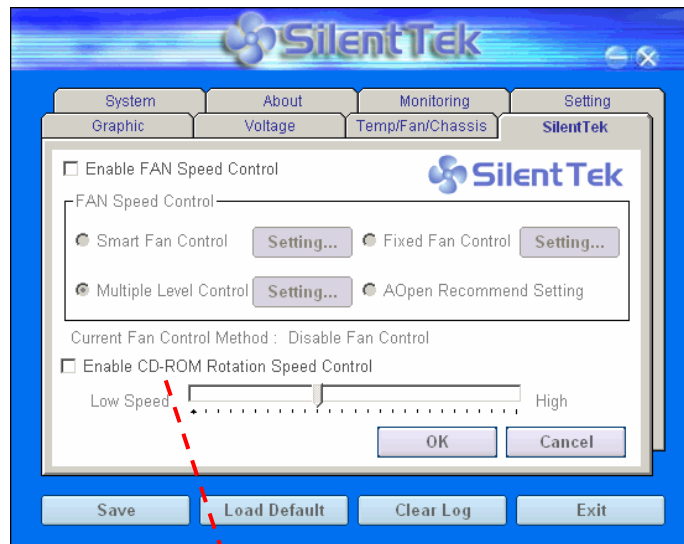 SilentTek
System About Monitoring Setting
Graphic Voltage Temp/Fan/Chassis SilentTek
Enable FAN Speed Control
SilentTek
FAN Speed Control
Smart Fan Control Setting... Fixed Fan Control Setting...
Multiple Level Control Setting... AOpen Recommend Setting
Current Fan Control Method : Disable Fan Control
Enable CD-ROM Rotation Speed Control
Low Speed High
OK Cancel
Save Load Default Clear Log Exit